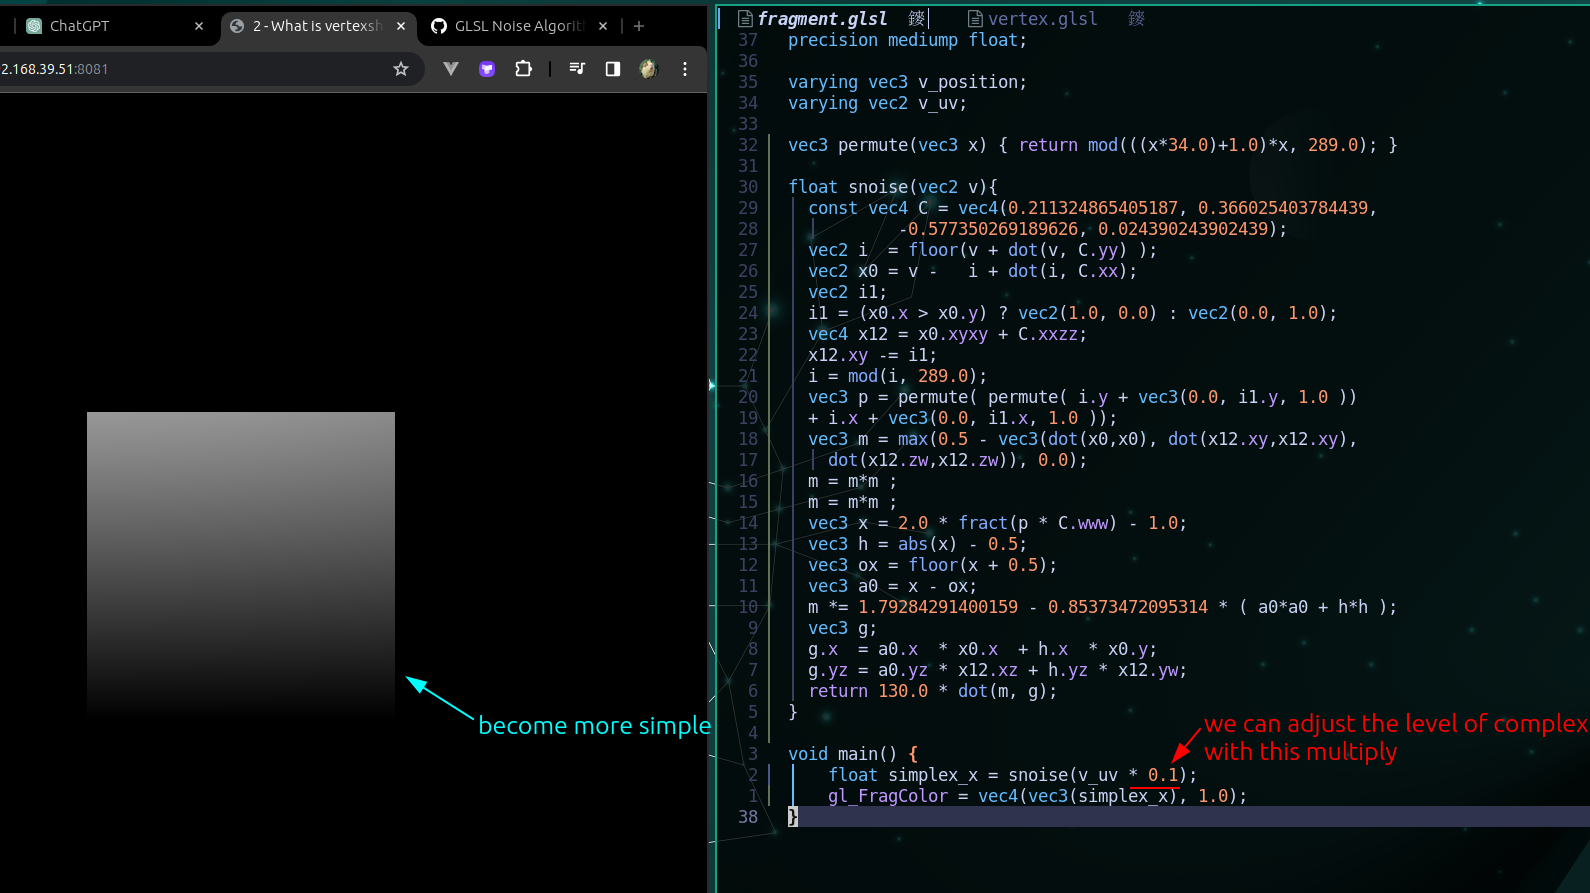 ChatGPT
2 - What is vertexsh
GLSL Noise Algorith
2.168.39.51:8081
become more simple
fragment.glsl
vertex.glsl
37 precision mediump float;
36
35 varying vec3 v_position;
34 varying vec2 v_uv;
33
32 vec3 permute(vec3 x) { return mod(((x*34.0)+1.0)*x, 289.0); }
31
30 float snoise(vec2 v){
29 const vec4 C = vec4(0.211324865405187, 0.366025403784439,
28 -0.577350269189626, 0.024390243902439);
27 vec2 i  = floor(v + dot(v, C.yy) );
26 vec2 x0 = v -   i + dot(i, C.xx);
25 vec2 i1;
24 i1 = (x0.x > x0.y) ? vec2(1.0, 0.0) : vec2(0.0, 1.0);
23 vec4 x12 = x0.xyxy + C.xxzz;
22 x12.xy -= i1;
21 i = mod(i, 289.0);
20 vec3 p = permute( permute( i.y + vec3(0.0, i1.y, 1.0 ))
19 + i.x + vec3(0.0, i1.x, 1.0 ));
18 vec3 m = max(0.5 - vec3(dot(x0,x0), dot(x12.xy,x12.xy),
17 dot(x12.zw,x12.zw)), 0.0);
16 m = m*m ;
15 m = m*m ;
14 vec3 x = 2.0 * fract(p * C.www) - 1.0;
13 vec3 h = abs(x) - 0.5;
12 vec3 ox = floor(x + 0.5);
11 vec3 a0 = x - ox;
10 m *= 1.79284291400159 - 0.85373472095314 * ( a0*a0 + h*h );
9 vec3 g;
8 g.x  = a0.x  * x0.x  + h.x  * x0.y;
7 g.yz = a0.yz * x12.xz + h.yz * x12.yw;
6 return 130.0 * dot(m, g);
5 }
4
3 void main() {
2 float simplex_x = snoise(v_uv * 0.1);
1 gl_FragColor = vec4(vec3(simplex_x), 1.0);
38 }
we can adjust the level of complex
with this multiply